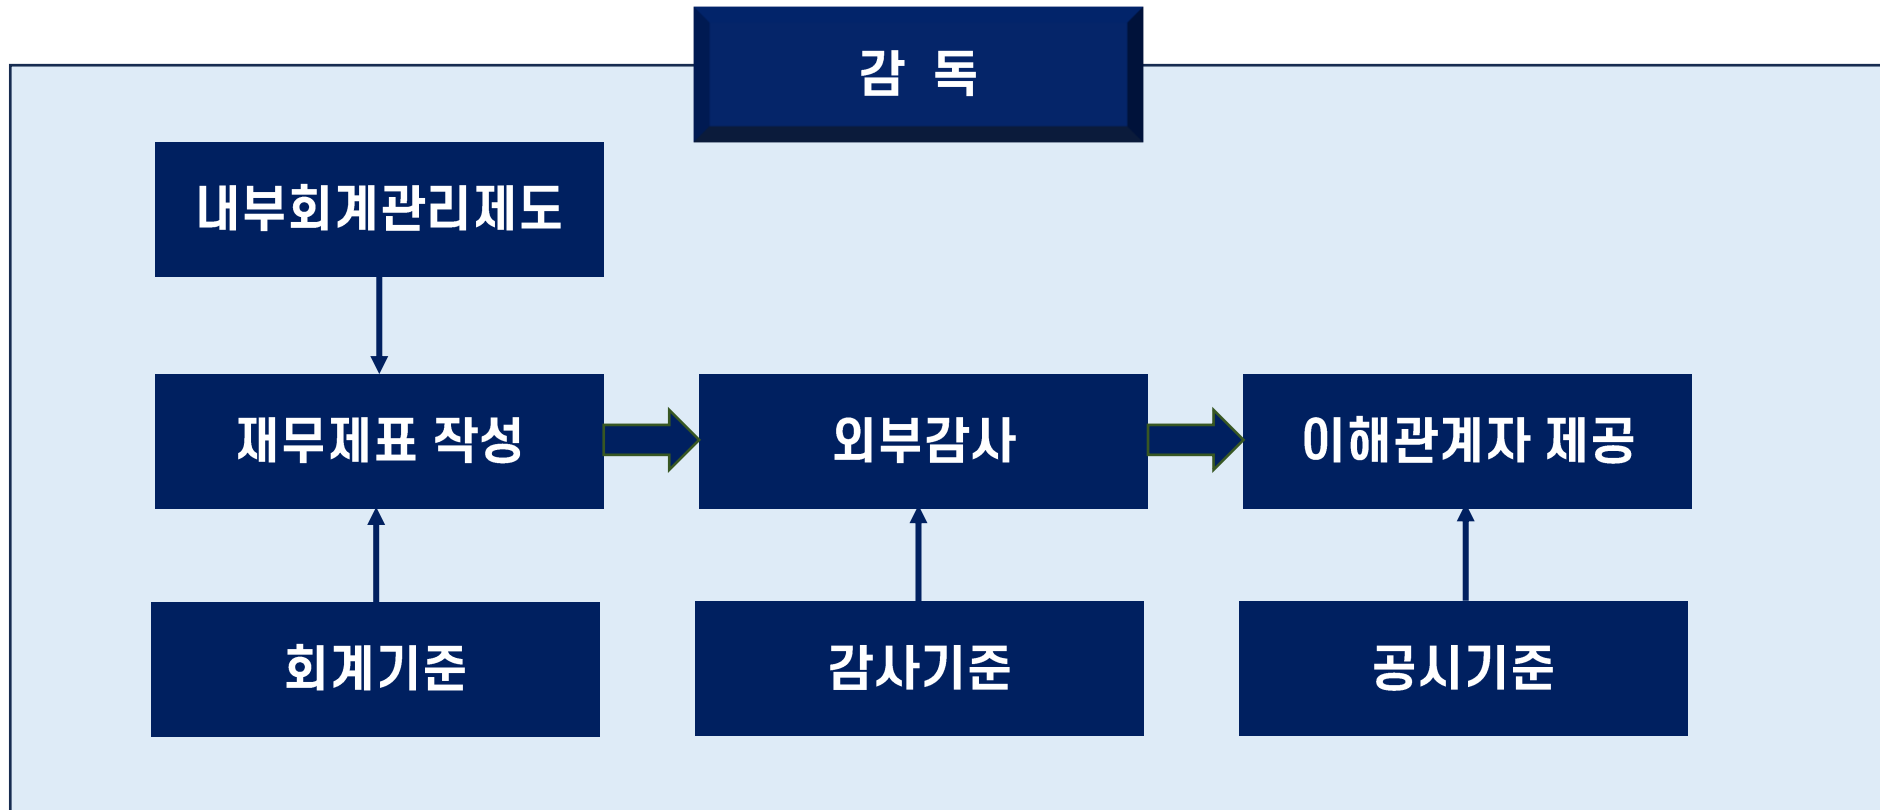 감 독
내부회계관리제도
재무제표 작성
외부감사
이해관계자 제공
회계기준
감사기준
공시기준